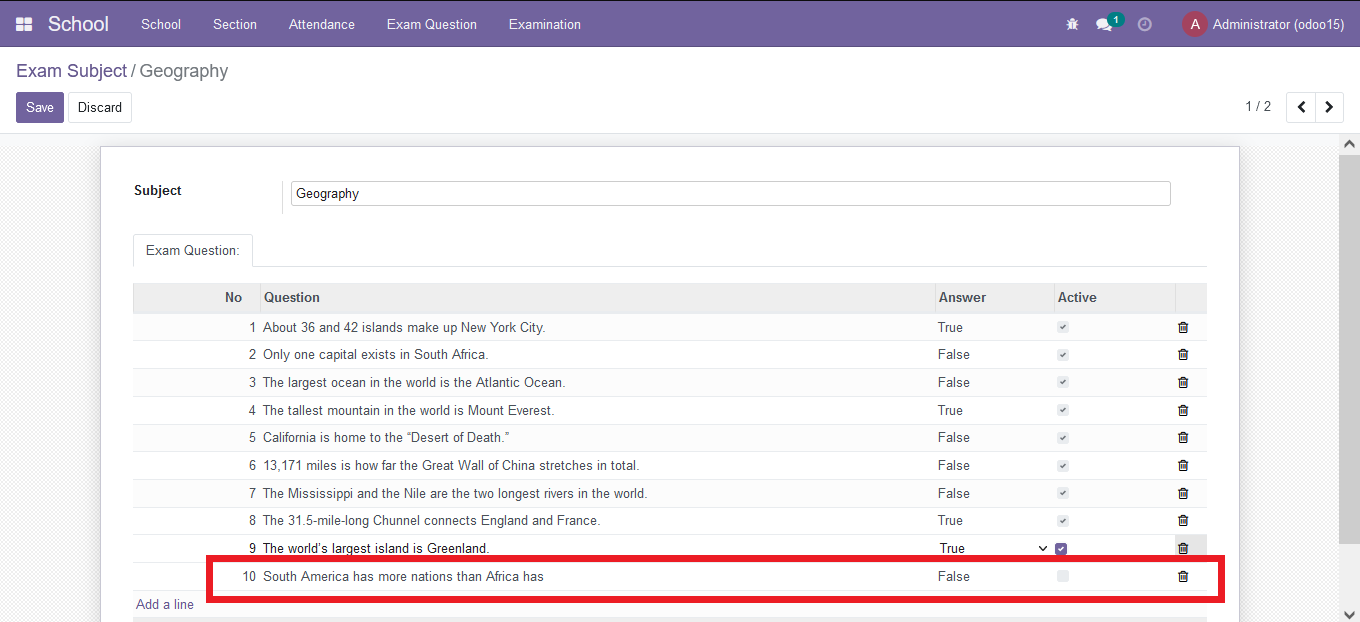 School School Section Attendance Exam Question Examination 1 A Administrator (odoo15)
Exam Subject / Geography
Save Discard 1 / 2
Subject Geography
Exam Question:
No Question Answer Active
1 About 36 and 42 islands make up New York City. True
2 Only one capital exists in South Africa. False
3 The largest ocean in the world is the Atlantic Ocean. False
4 The tallest mountain in the world is Mount Everest. True
5 California is home to the “Desert of Death.” False
6 13,171 miles is how far the Great Wall of China stretches in total. False
7 The Mississippi and the Nile are the two longest rivers in the world. False
8 The 31.5-mile-long Chunnel connects England and France. True
9 The world’s largest island is Greenland. True
10 South America has more nations than Africa has False
Add a line